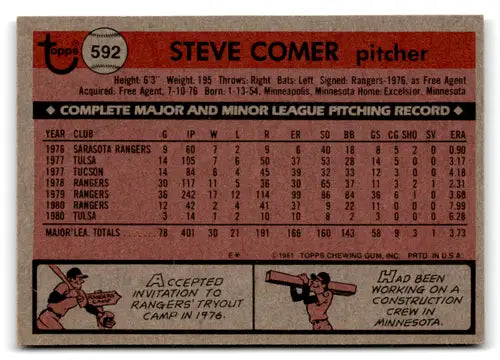 Topps 592 STEVE COMER pitcher
Height: 6'3" Weight: 195 Throws: Right Bats: Left Signed: Rangers-1976, as Free Agent
Acquired: Free Agent, 7-10-76 Born: 1-13-54, Minneapolis, Minnesota Home: Excelsior, Minnesota
COMPLETE MAJOR AND MINOR LEAGUE PITCHING RECORD
YEAR CLUB G IP W L R ER SO BB GS CG SHO SV ERA
1976 SARASOTA RANGERS 9 60 7 2 9 6 50 13 8 5 2 0 0.90
1977 TULSA 14 105 7 6 50 37 53 28 14 5 0 0 3.17
1977 TUCSON 14 84 6 4 45 39 32 40 14 4 0 0 4.18
1978 RANGERS 30 117 11 5 36 30 65 37 11 3 2 1 2.31
1979 RANGERS 36 242 17 12 114 99 86 84 36 6 1 0 3.68
1980 RANGERS 12 42 2 4 41 37 9 22 11 0 0 0 7.99
1980 TULSA 3 14 1 2 10 10 8 2 3 0 0 0 6.28
MAJOR LEA. TOTALS 78 401 30 21 191 166 160 143 58 9 3 1 3.73
E* ©1981 TOPPS CHEWING GUM, INC. PRTD. IN U.S.A.
ACCEPTED
INVITATION TO
RANGERS' TRYOUT
CAMP IN 1976.
RANGERS
CAMP
HAD BEEN
WORKING ON A
CONSTRUCTION
CREW IN
MINNESOTA.